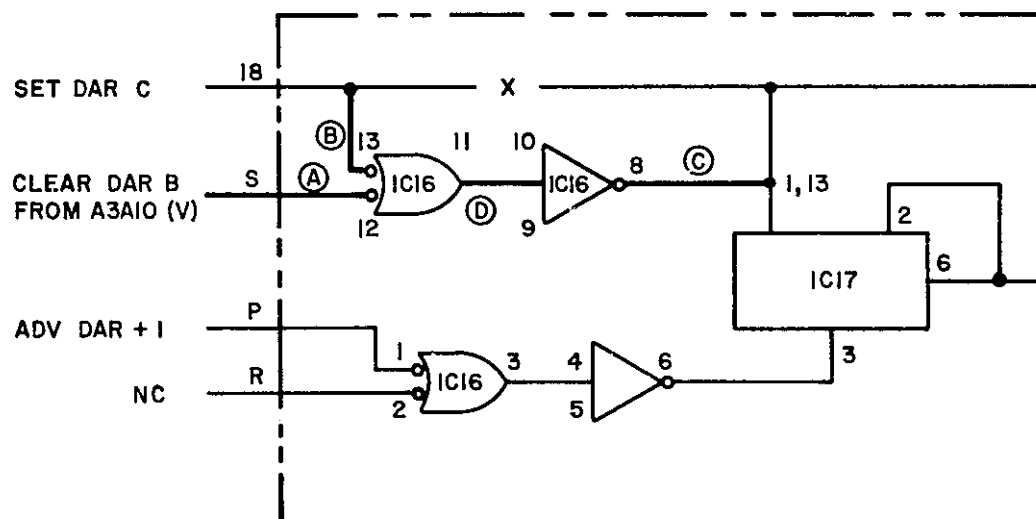 SET DAR C
18
X
B
13
11
10
8
C
IC16
IC16
CLEAR DAR B
FROM A3A10 (V)
S
A
12
D
9
1,13
2
IC17
6
ADV DAR + 1
P
1
3
4
6
3
IC16
NC
R
2
5